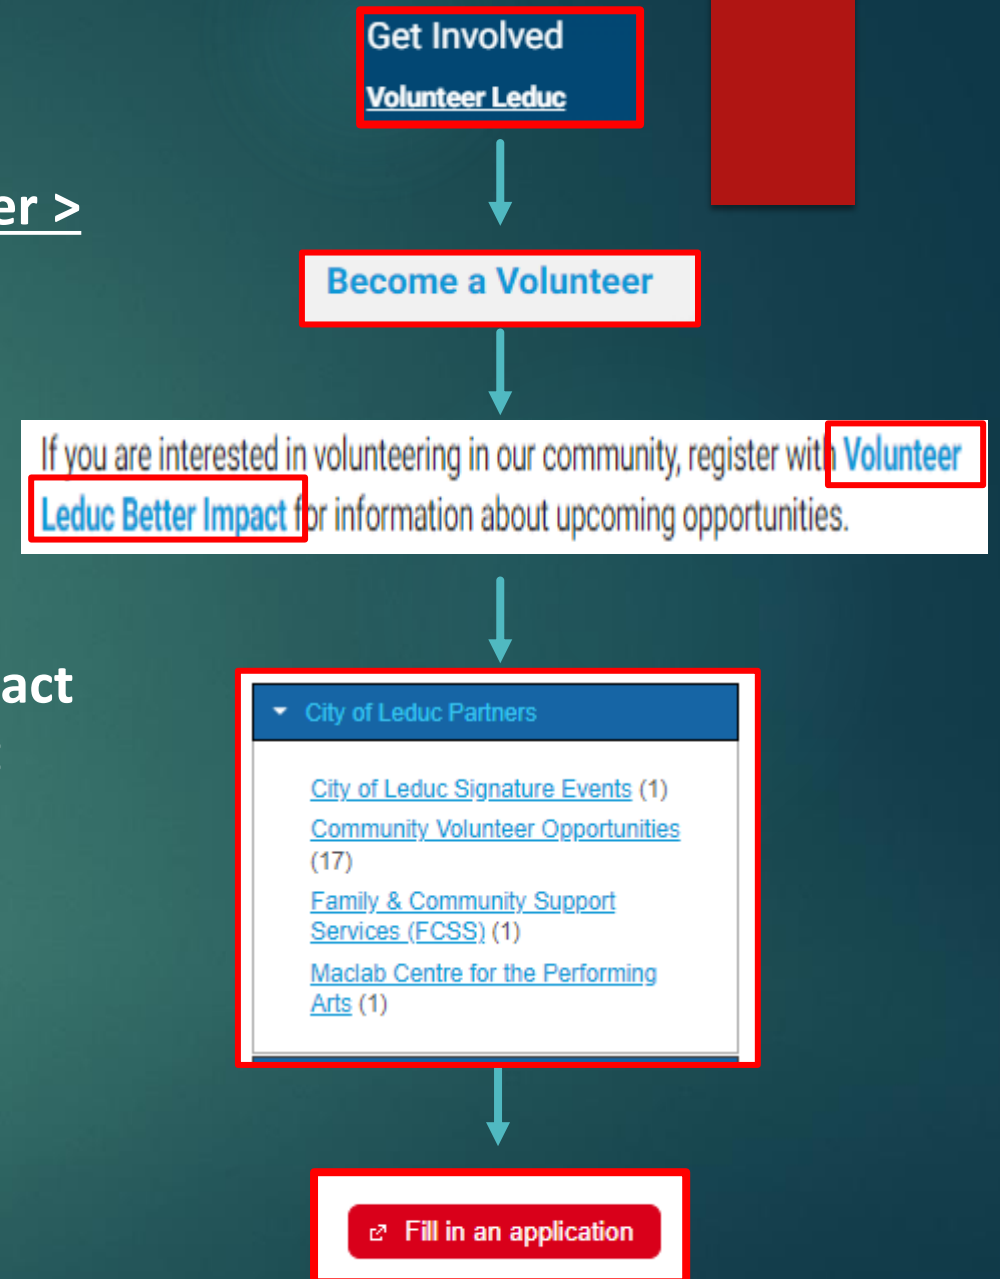 Get Involved
Volunteer Leduc
er >
Become a Volunteer
If you are interested in volunteering in our community, register with Volunteer
Leduc Better Impact for information about upcoming opportunities.
act
City of Leduc Partners
City of Leduc Signature Events (1)
Community Volunteer Opportunities
(17)
Family & Community Support
Services (FCSS) (1)
Maclab Centre for the Performing
Arts (1)
Fill in an application